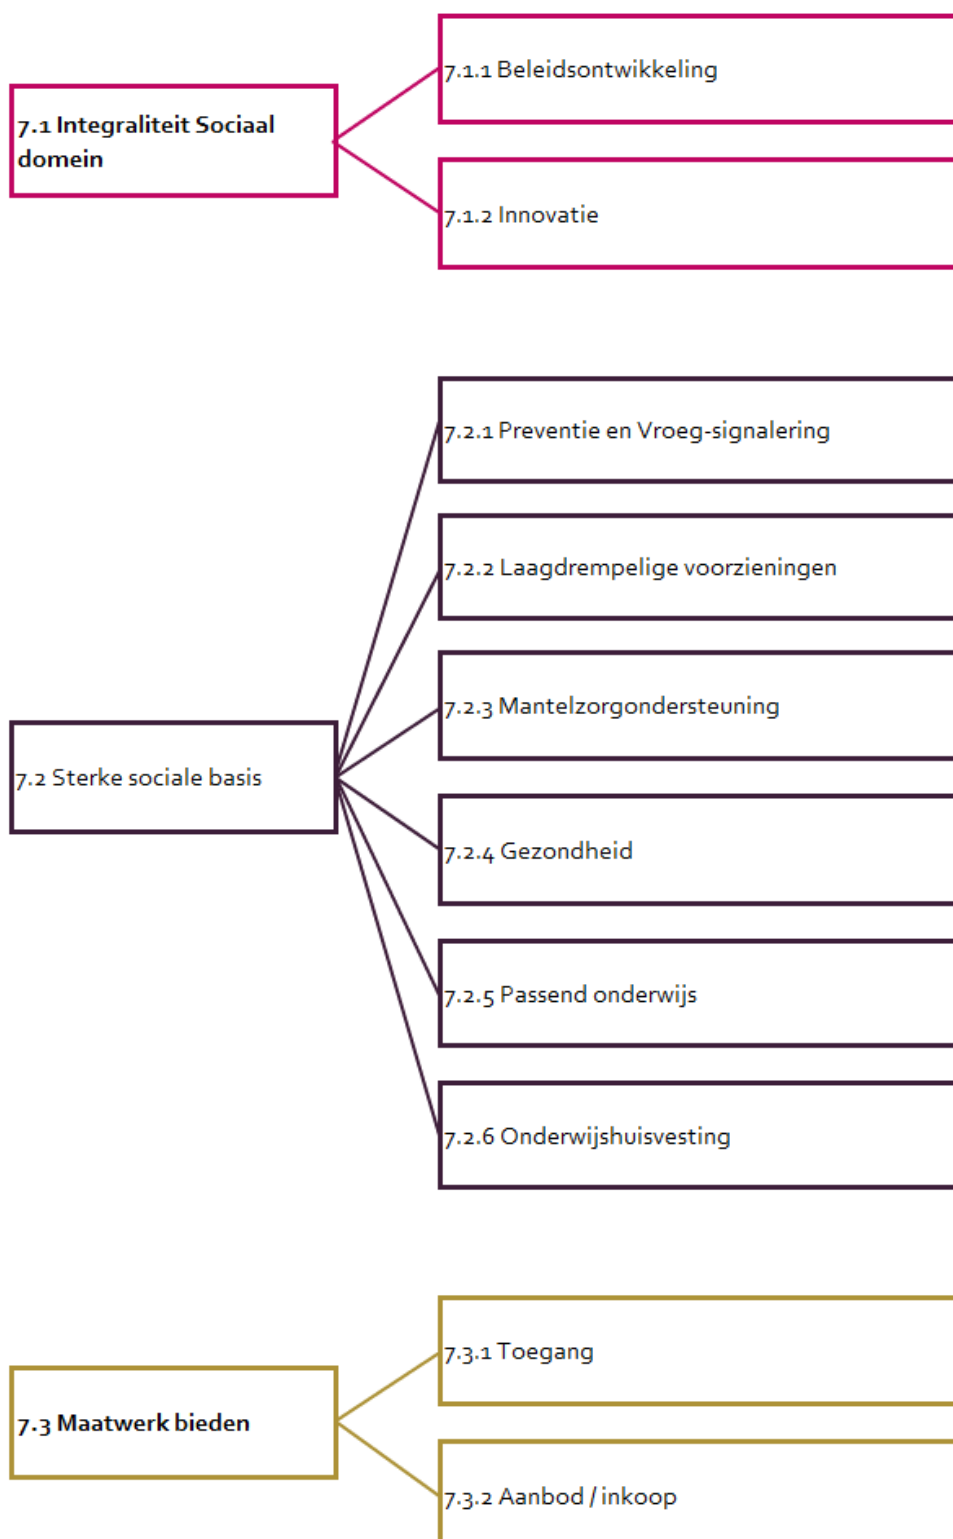 7.1 Integraliteit Sociaal
domein
7.1.1 Beleidsontwikkeling
7.1.2 Innovatie
7.2 Sterke sociale basis
7.2.1 Preventie en Vroeg-signalering
7.2.2 Laagdrempelige voorzieningen
7.2.3 Mantelzorgondersteuning
7.2.4 Gezondheid
7.2.5 Passend onderwijs
7.2.6 Onderwijshuisvesting
7.3 Maatwerk bieden
7.3.1 Toegang
7.3.2 Aanbod / inkoop